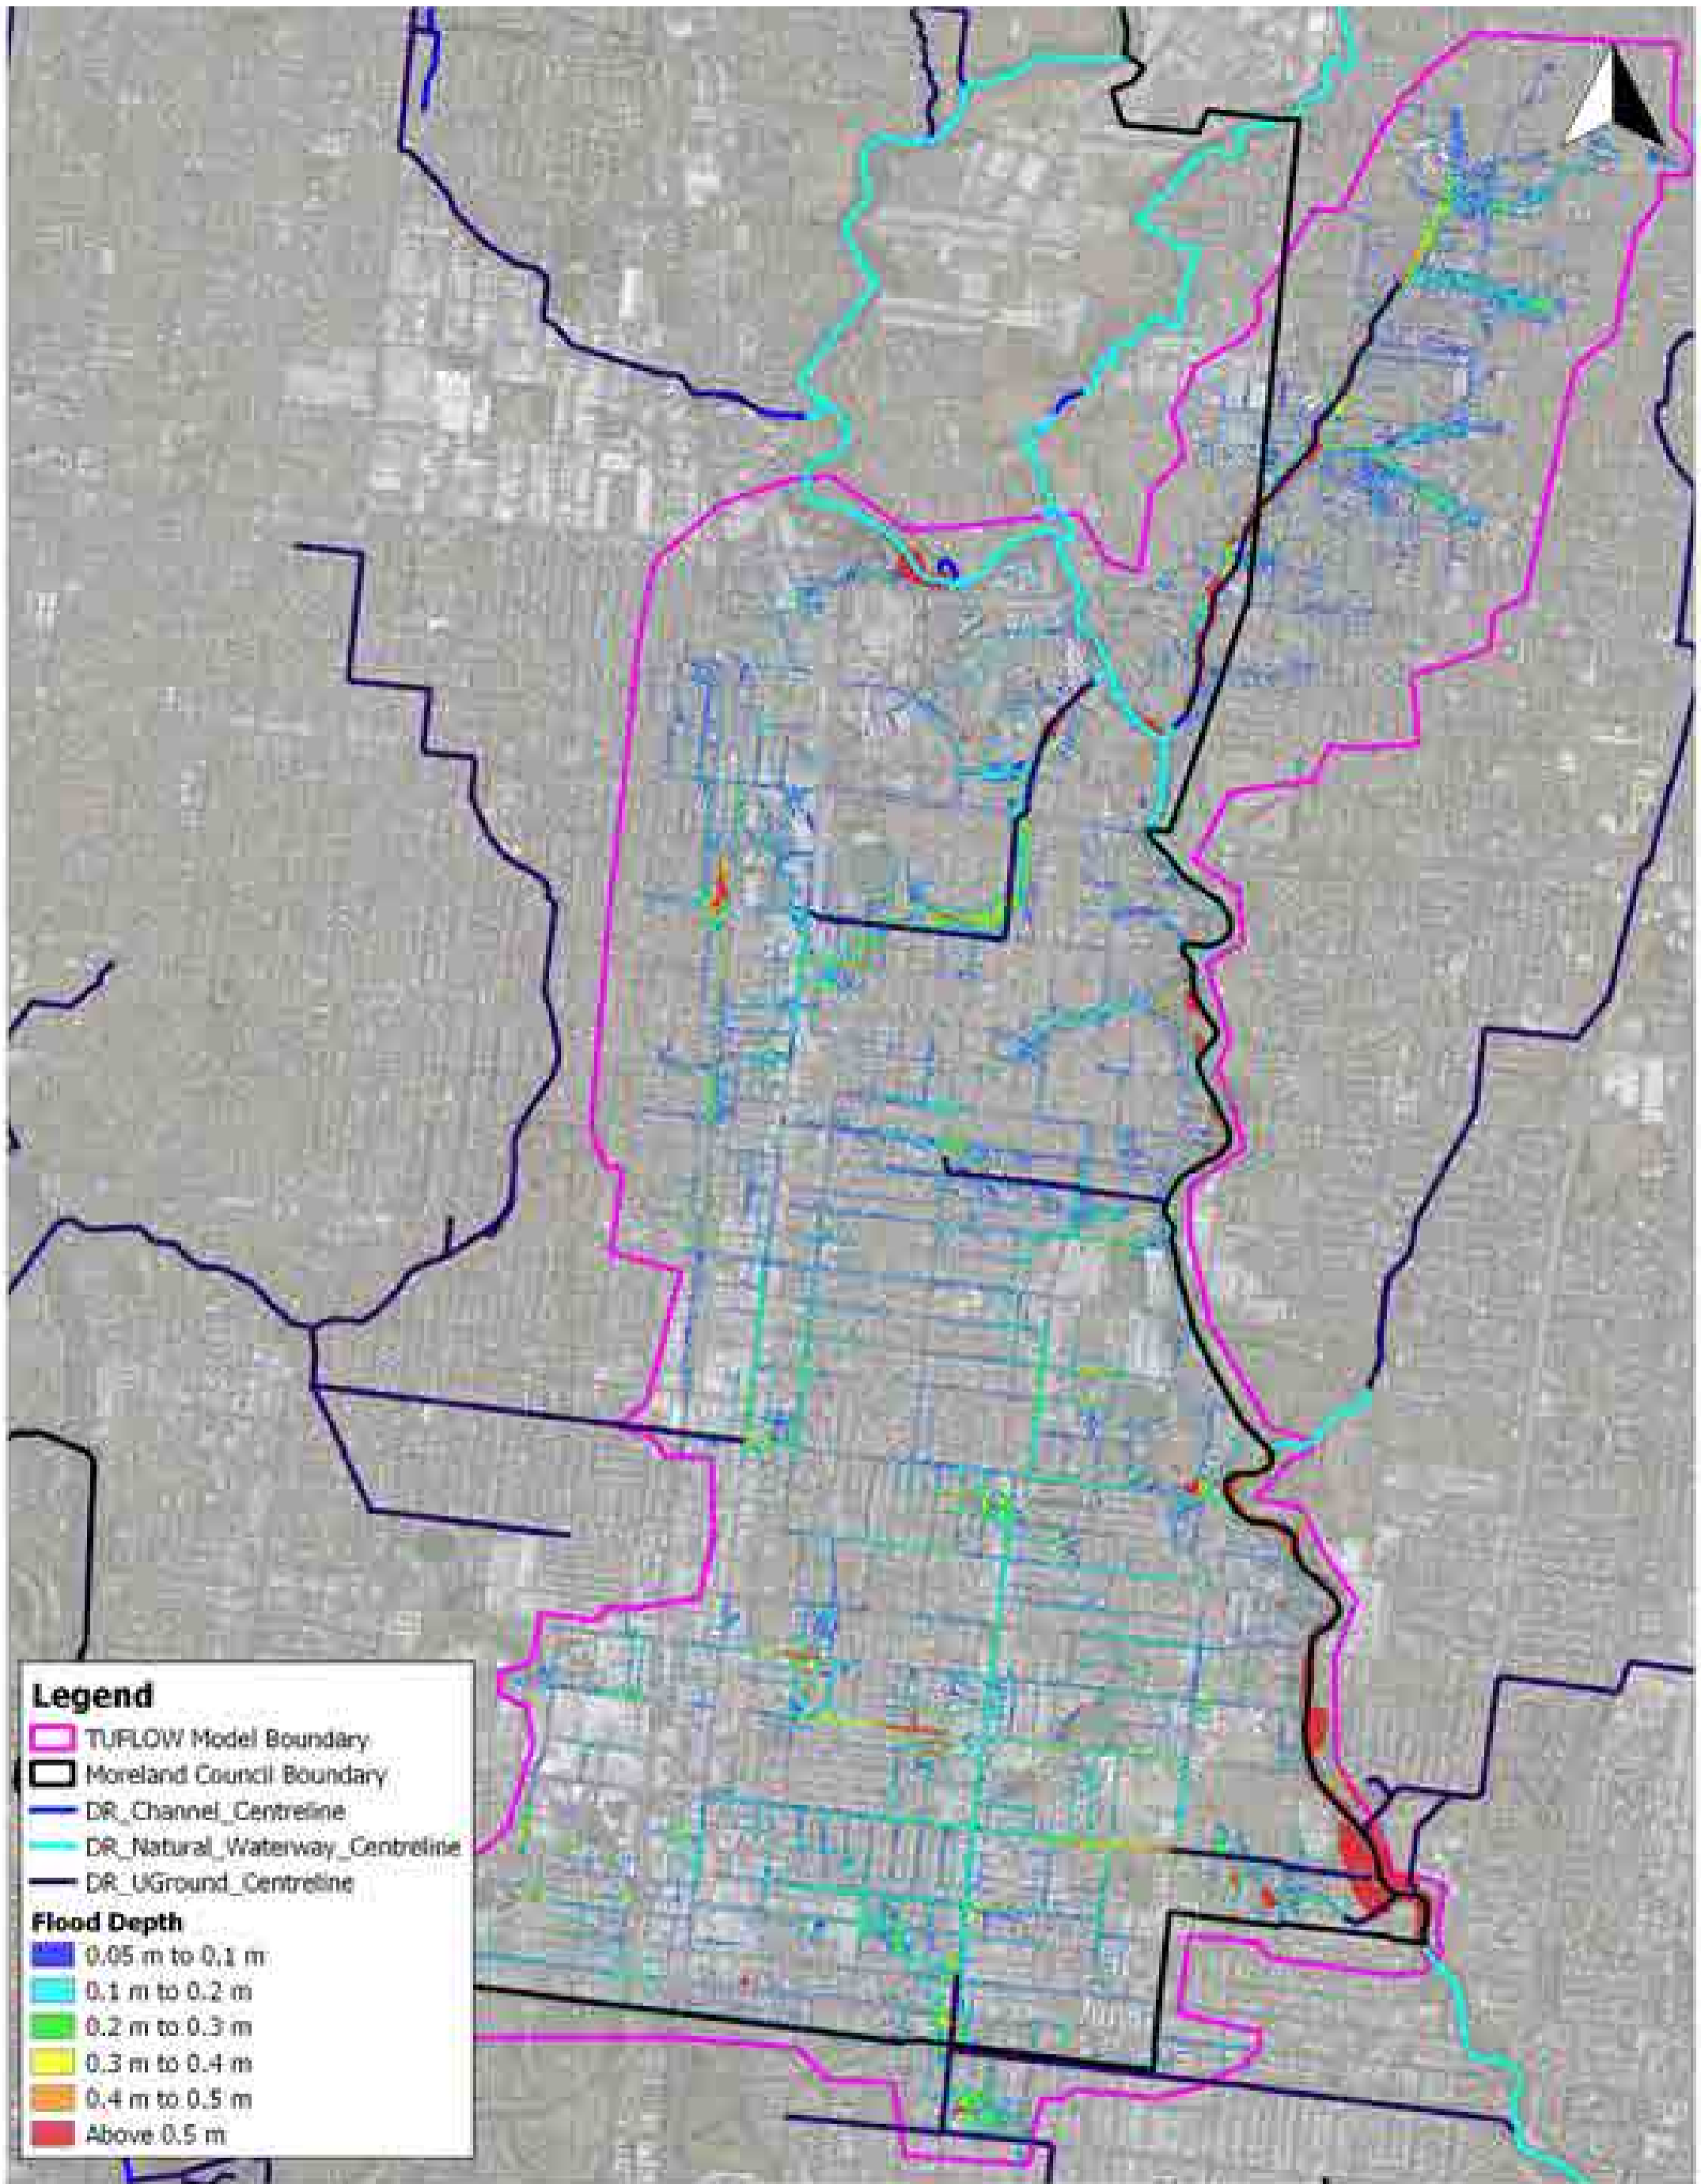 Legend
TUFLOW Model Boundary
Moreland Council Boundary
DR_Channel_Centreline
DR_Natural_Waterway_Centreline
DR_UGround_Centreline
Flood Depth
0.05 m to 0.1 m
0.1 m to 0.2 m
0.2 m to 0.3 m
0.3 m to 0.4 m
0.4 m to 0.5 m
Above 0.5 m